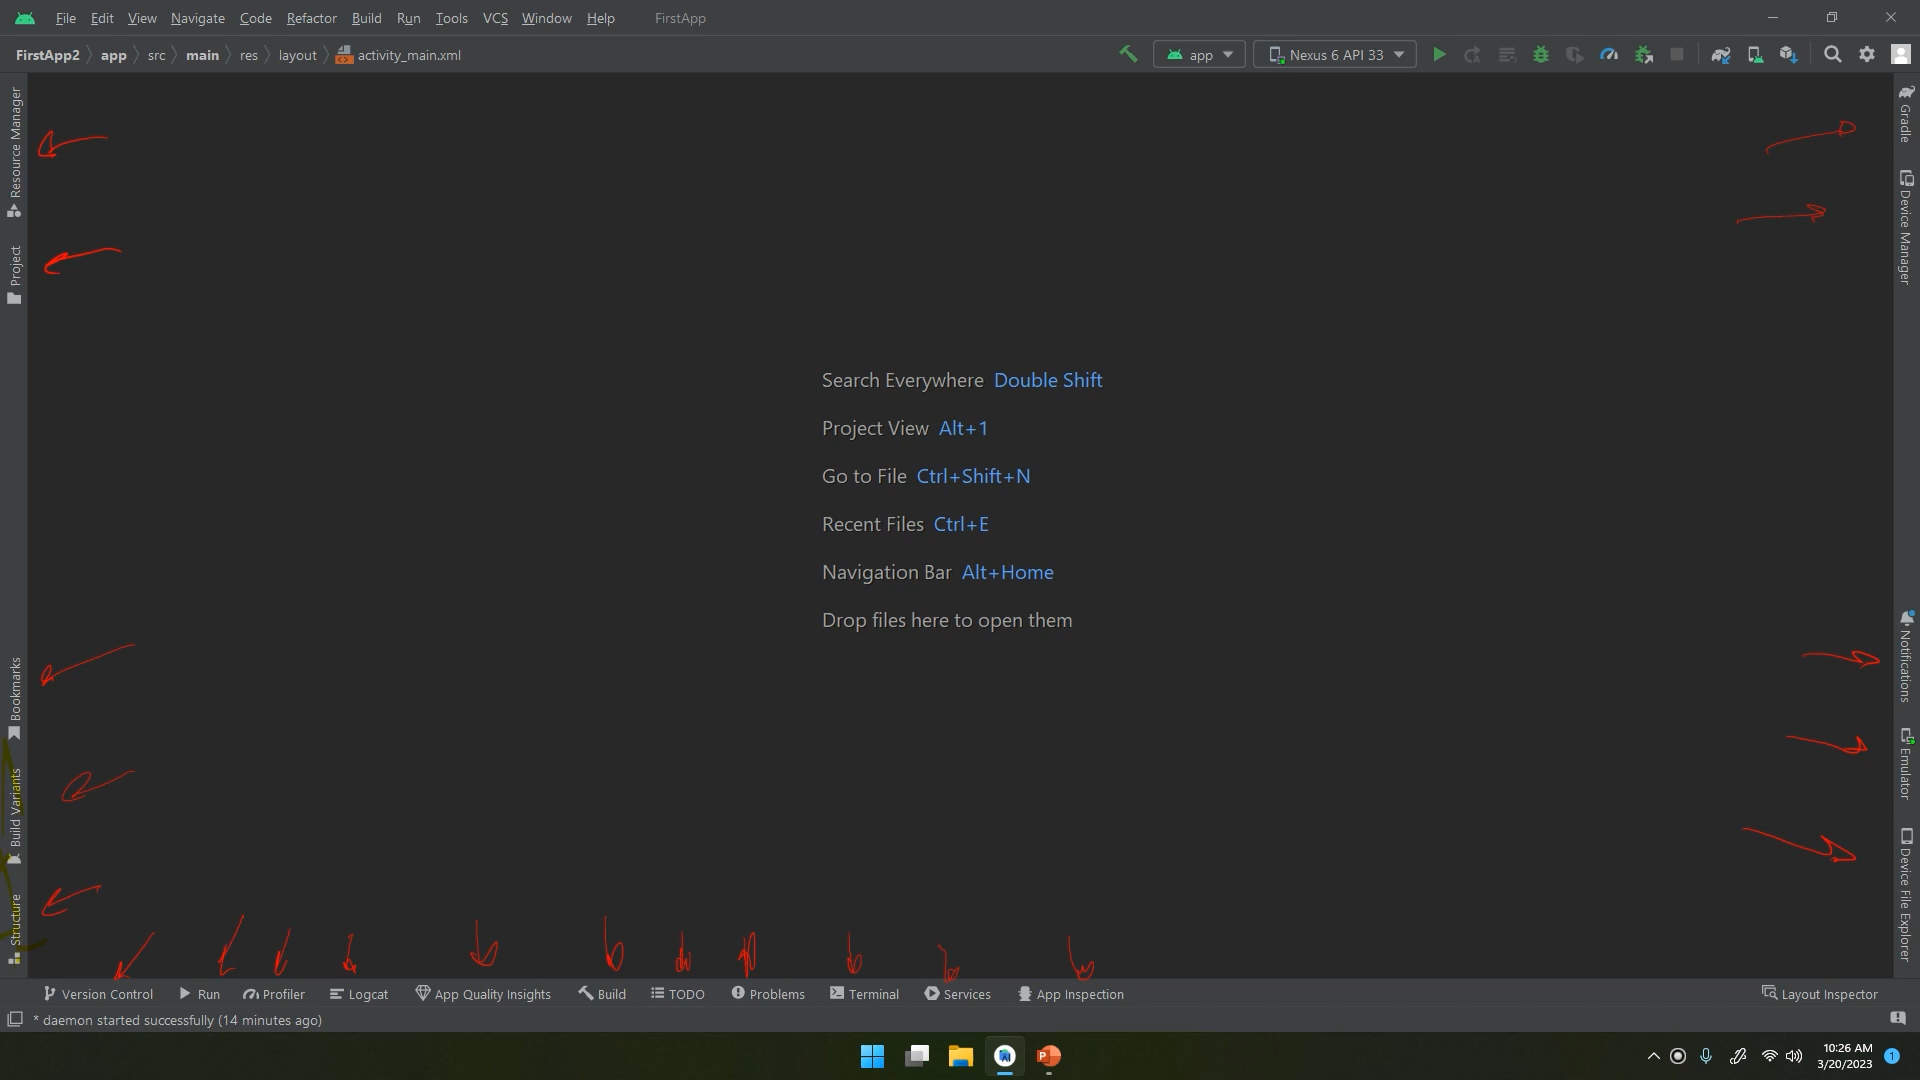 File Edit View Navigate Code Refactor Build Run Tools VCS Window Help FirstApp
FirstApp2 app src main res layout activity_main.xml app Nexus 6 API 33
Resource Manager
Project
Bookmarks
Build Variants
Structure
Search Everywhere Double Shift
Project View Alt+1
Go to File Ctrl+Shift+N
Recent Files Ctrl+E
Navigation Bar Alt+Home
Drop files here to open them
Gradle
Device Manager
Notifications
Emulator
Device File Explorer
Version Control Run Profiler Logcat App Quality Insights Build TODO Problems Terminal Services App Inspection Layout Inspector
* daemon started successfully (14 minutes ago)
10:26 AM
3/20/2023 1